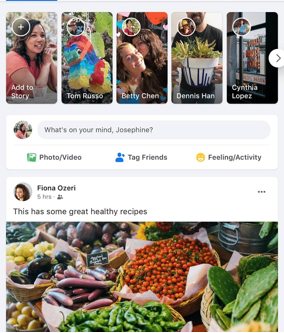 Add to
Story
Tom Russo
Betty Chen
Dennis Han
Cynthia
Lopez
What's on your mind, Josephine?
Photo/Video
Tag Friends
Feeling/Activity
Fiona Ozeri
5 hrs ·
This has some great healthy recipes